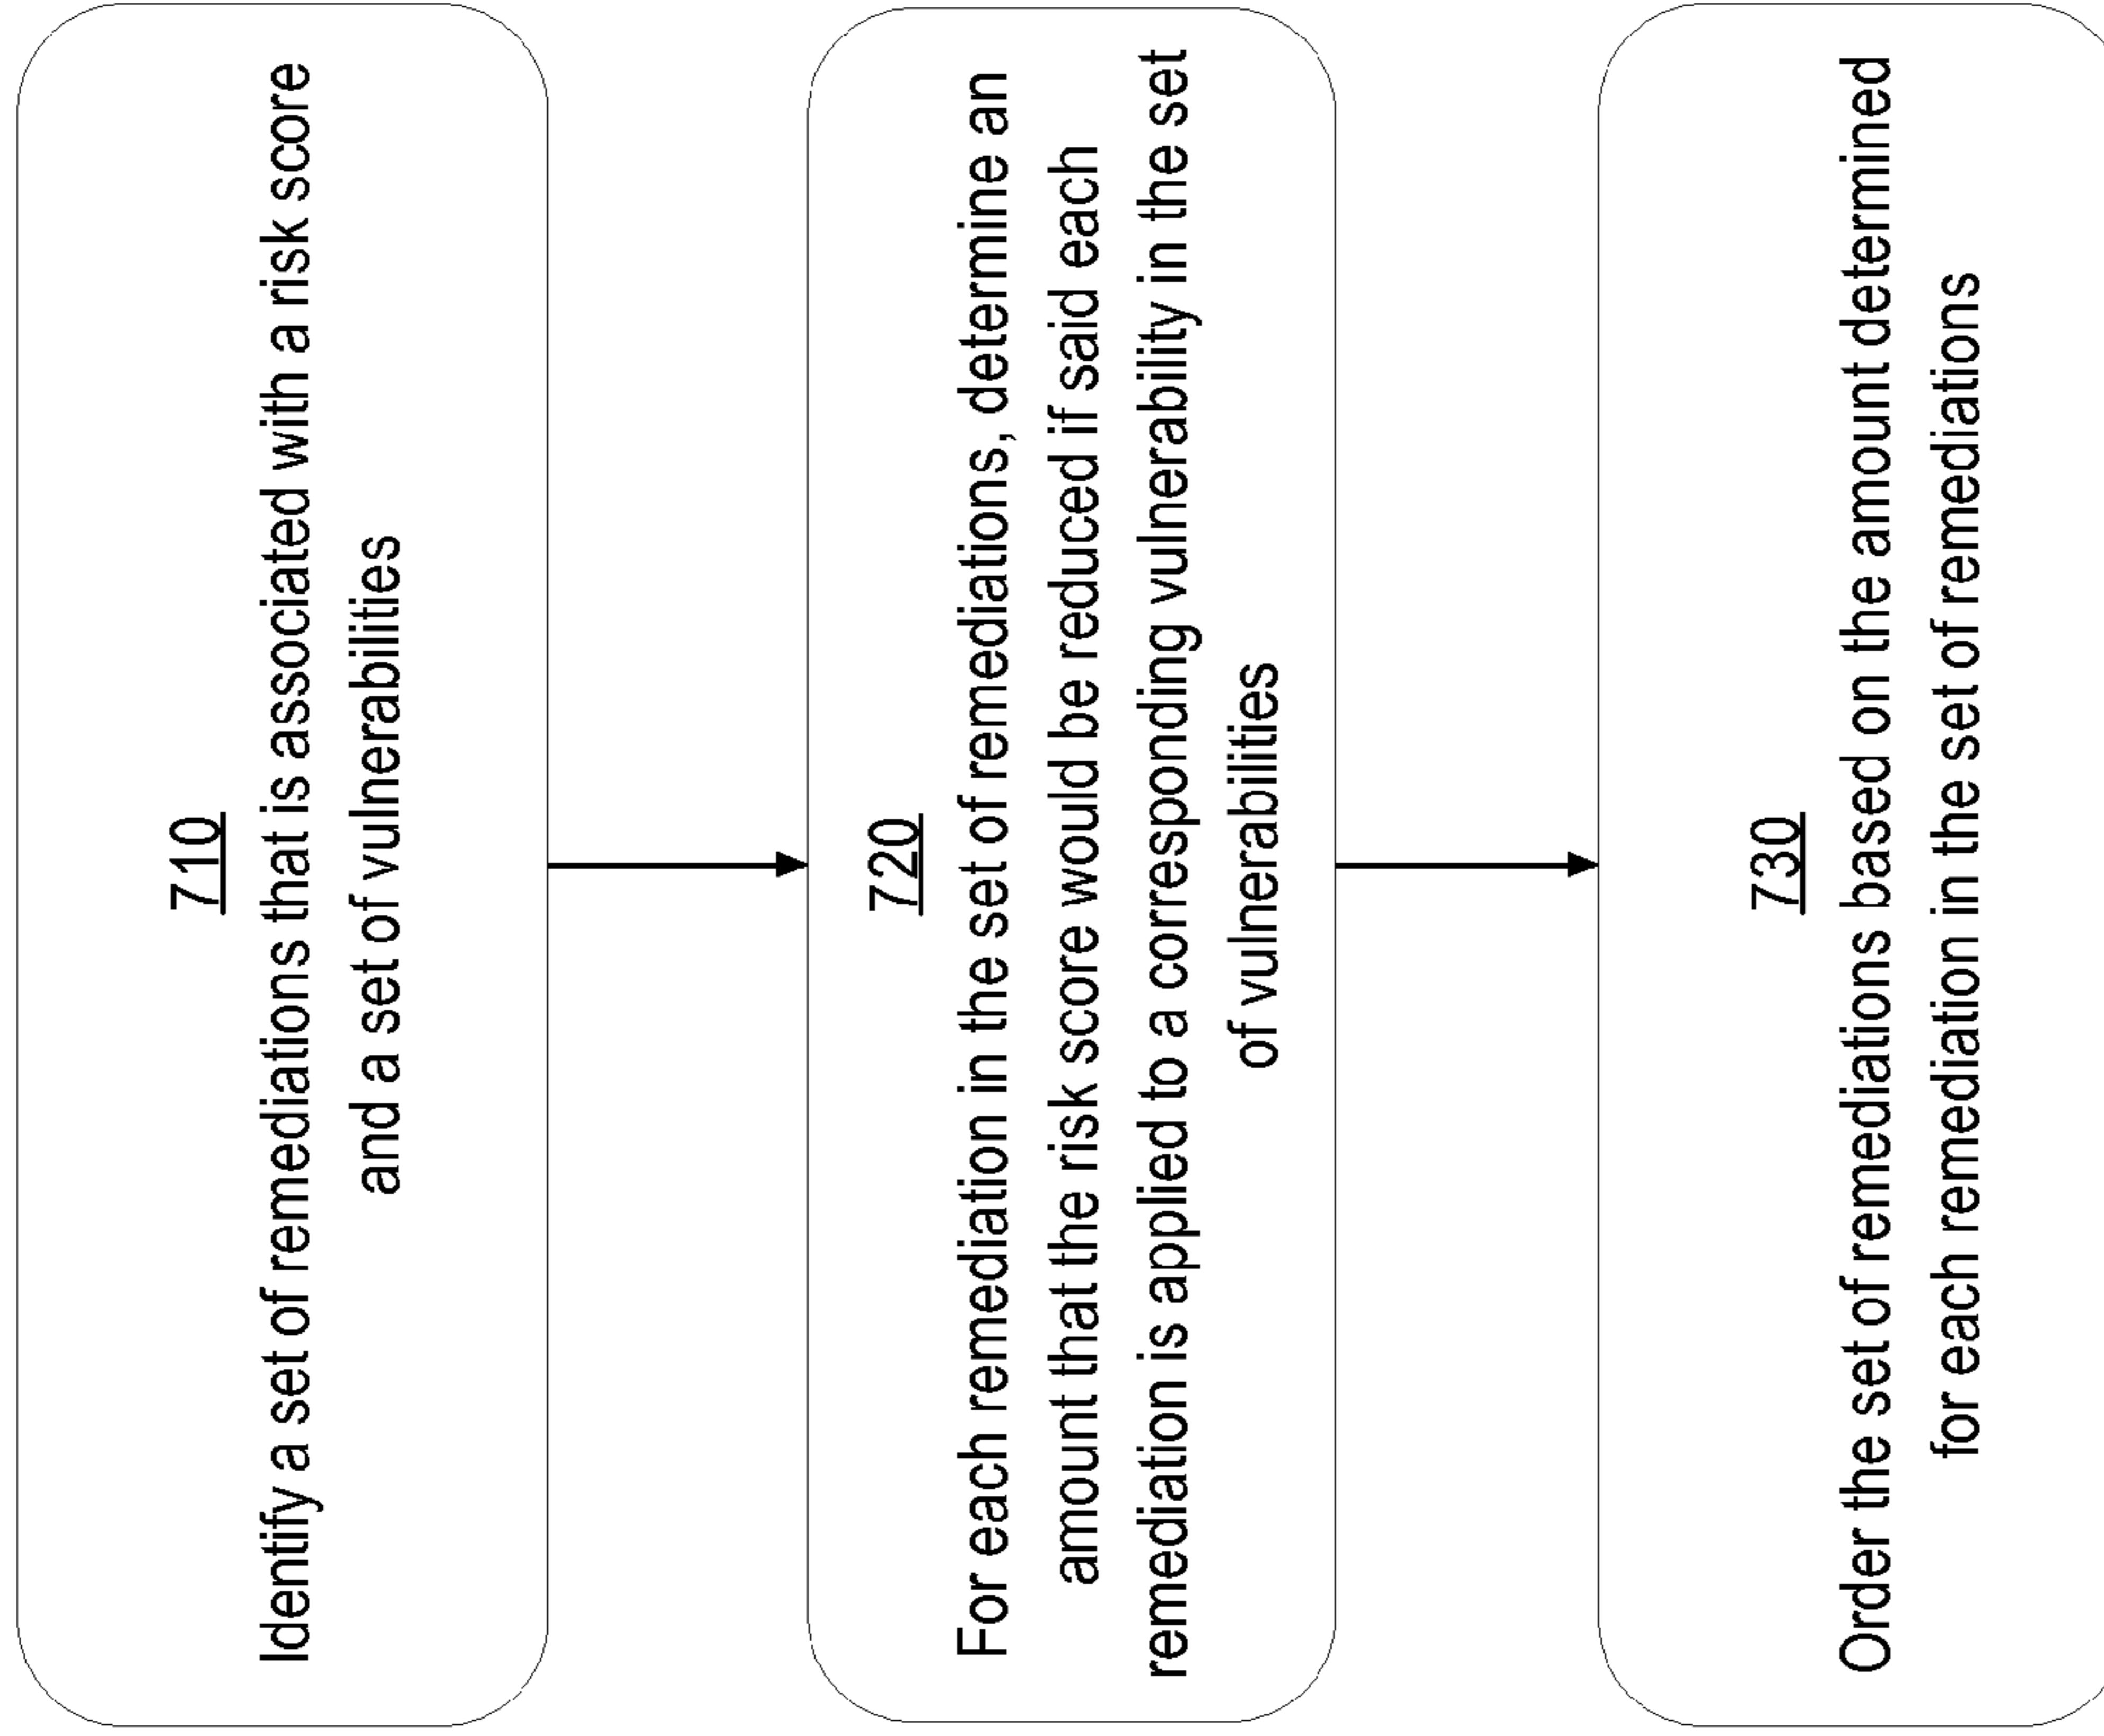 710
Identify a set of remediations that is associated with a risk score
and a set of vulnerabilities
720
For each remediation in the set of remediations, determine an
amount that the risk score would be reduced if said each
remediation is applied to a corresponding vulnerability in the set
of vulnerabilities
730
Order the set of remediations based on the amount determined
for each remediation in the set of remediations